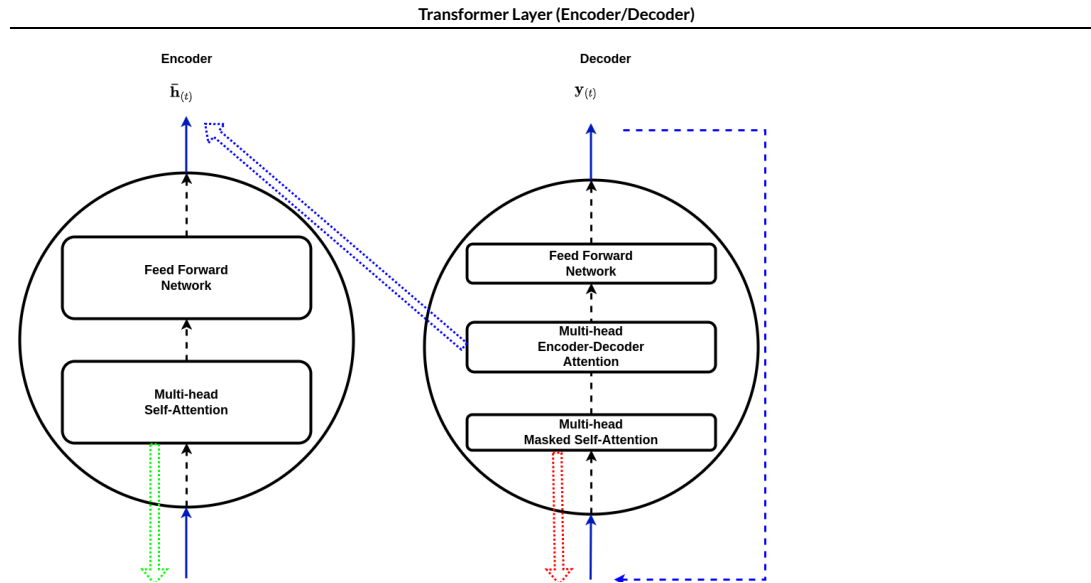 Transformer Layer (Encoder/Decoder)
Encoder
h̄(t)
Feed Forward
Network
Multi-head
Self-Attention
Decoder
y(t)
Feed Forward
Network
Multi-head
Encoder-Decoder
Attention
Multi-head
Masked Self-Attention